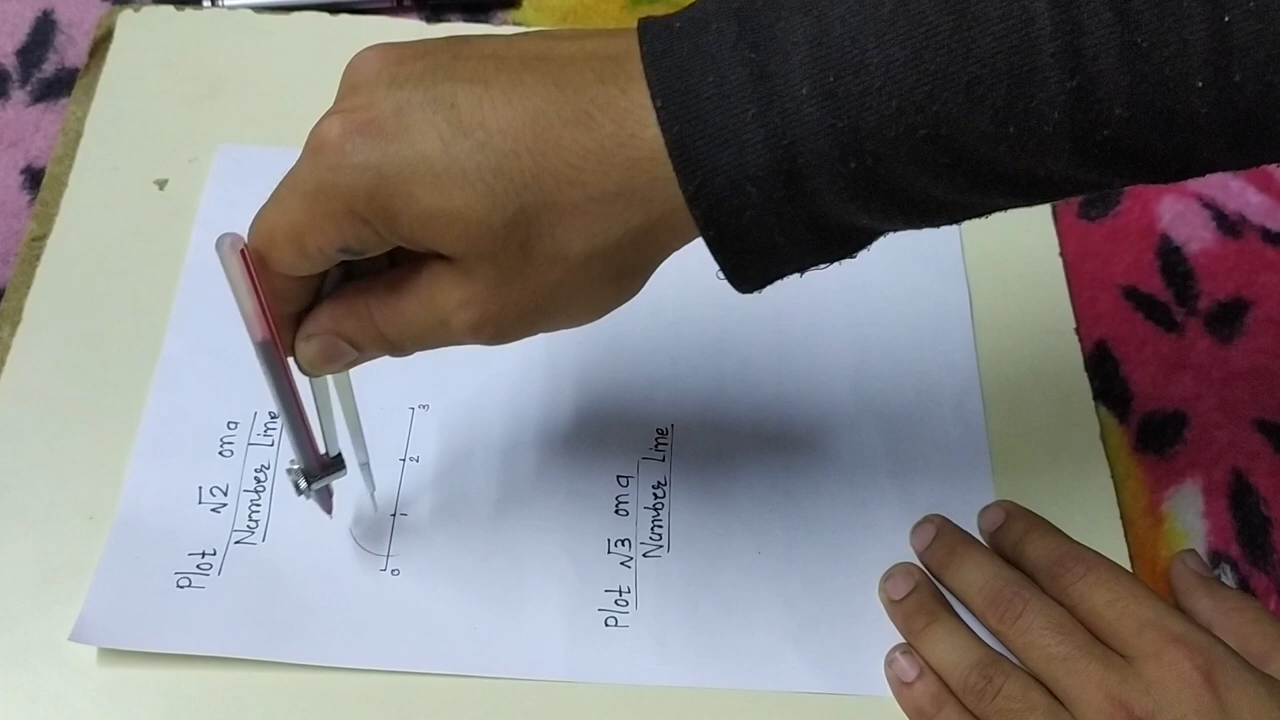 Plot √2 on a
Number Line
0 1 2 3
Plot √3 on a
Number Line